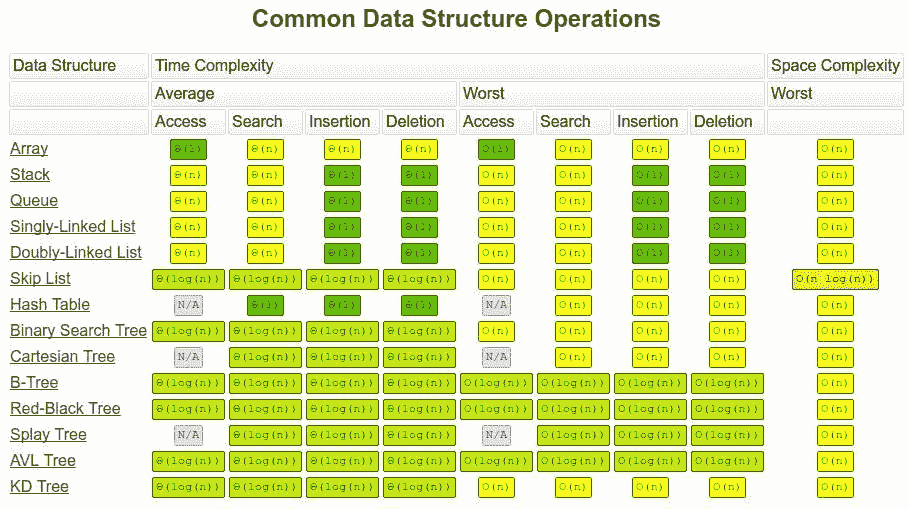 Common Data Structure Operations
Data Structure Time Complexity Space Complexity
Average Worst Worst
Access Search Insertion Deletion Access Search Insertion Deletion
Array Θ(1) Θ(n) Θ(n) Θ(n) O(1) O(n) O(n) O(n) O(n)
Stack Θ(n) Θ(n) Θ(1) Θ(1) O(n) O(n) O(1) O(1) O(n)
Queue Θ(n) Θ(n) Θ(1) Θ(1) O(n) O(n) O(1) O(1) O(n)
Singly-Linked List Θ(n) Θ(n) Θ(1) Θ(1) O(n) O(n) O(1) O(1) O(n)
Doubly-Linked List Θ(n) Θ(n) Θ(1) Θ(1) O(n) O(n) O(1) O(1) O(n)
Skip List Θ(log(n)) Θ(log(n)) Θ(log(n)) Θ(log(n)) O(n) O(n) O(n) O(n) O(n log(n))
Hash Table N/A Θ(1) Θ(1) Θ(1) N/A O(n) O(n) O(n) O(n)
Binary Search Tree Θ(log(n)) Θ(log(n)) Θ(log(n)) Θ(log(n)) O(n) O(n) O(n) O(n) O(n)
Cartesian Tree N/A Θ(log(n)) Θ(log(n)) Θ(log(n)) N/A O(n) O(n) O(n) O(n)
B-Tree Θ(log(n)) Θ(log(n)) Θ(log(n)) Θ(log(n)) O(log(n)) O(log(n)) O(log(n)) O(log(n)) O(n)
Red-Black Tree Θ(log(n)) Θ(log(n)) Θ(log(n)) Θ(log(n)) O(log(n)) O(log(n)) O(log(n)) O(log(n)) O(n)
Splay Tree N/A Θ(log(n)) Θ(log(n)) Θ(log(n)) N/A O(log(n)) O(log(n)) O(log(n)) O(n)
AVL Tree Θ(log(n)) Θ(log(n)) Θ(log(n)) Θ(log(n)) O(log(n)) O(log(n)) O(log(n)) O(log(n)) O(n)
KD Tree Θ(log(n)) Θ(log(n)) Θ(log(n)) Θ(log(n)) O(n) O(n) O(n) O(n) O(n)